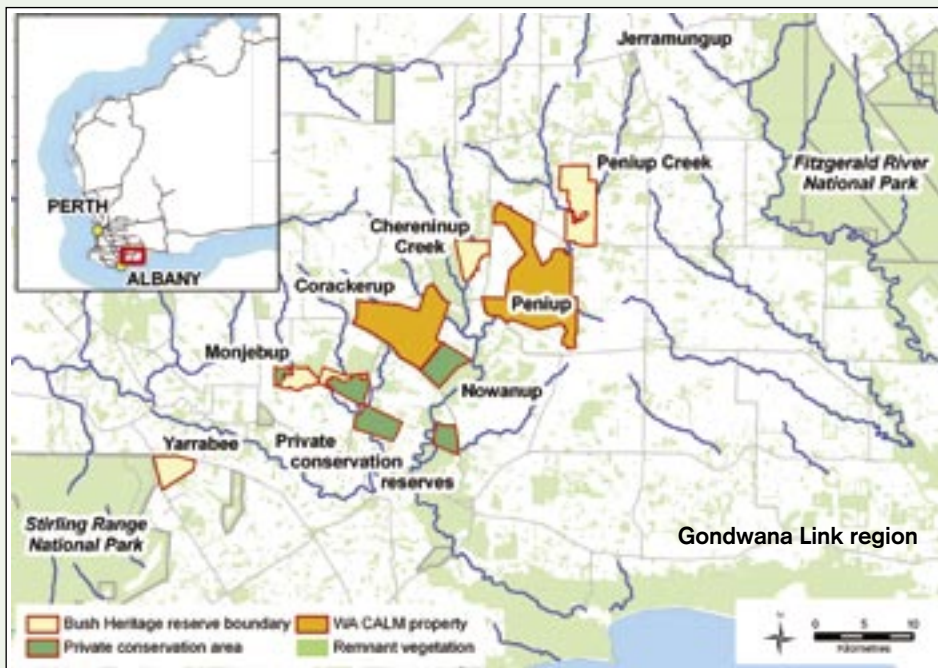 Jerramungup
Peniup Creek
Fitzgerald River
National Park
PERTH
ALBANY
Chereninup
Creek
Corackerup
Peniup
Monjebup
Nowanup
Yarrabee
Private
conservation
reserves
Stirling Range
National Park
Gondwana Link region
Bush Heritage reserve boundary
WA CALM property
Private conservation area
Remnant vegetation
N
0 5 10
Kilometres